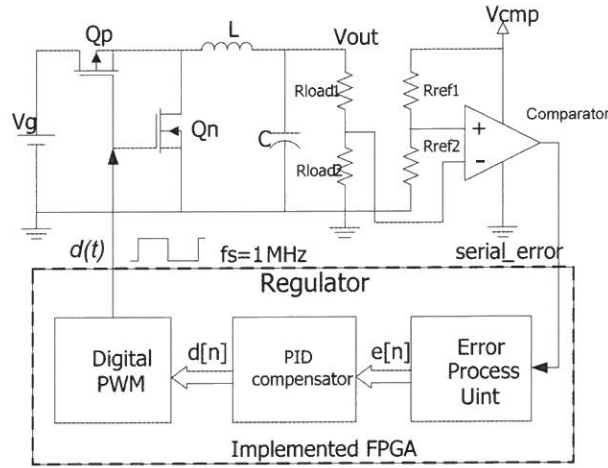 Qp
L
Vout
Vcmp
Rload1
Rref1
Comparator
Vg
Qn
C
+
-
Rload2
Rref2
d(t)
fs=1MHz
serial_error
Regulator
Digital
PWM
d[n]
PID
compensator
e[n]
Error
Process
Uint
Implemented FPGA